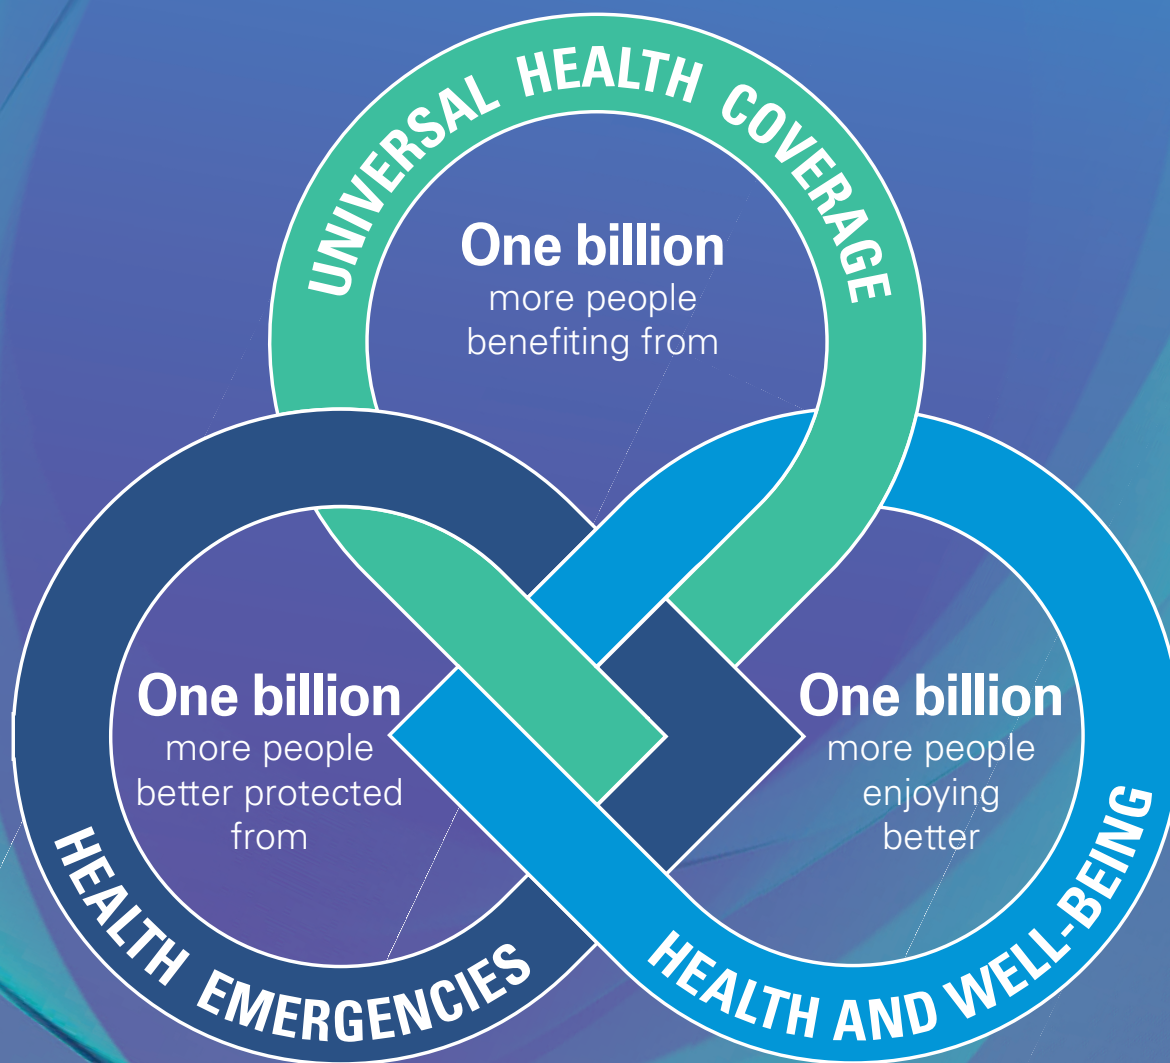 UNIVERSAL HEALTH COVERAGE
One billion
more people
benefiting from
One billion
more people
better protected
from
HEALTH EMERGENCIES
One billion
more people
enjoying
better
HEALTH AND WELL-BEING